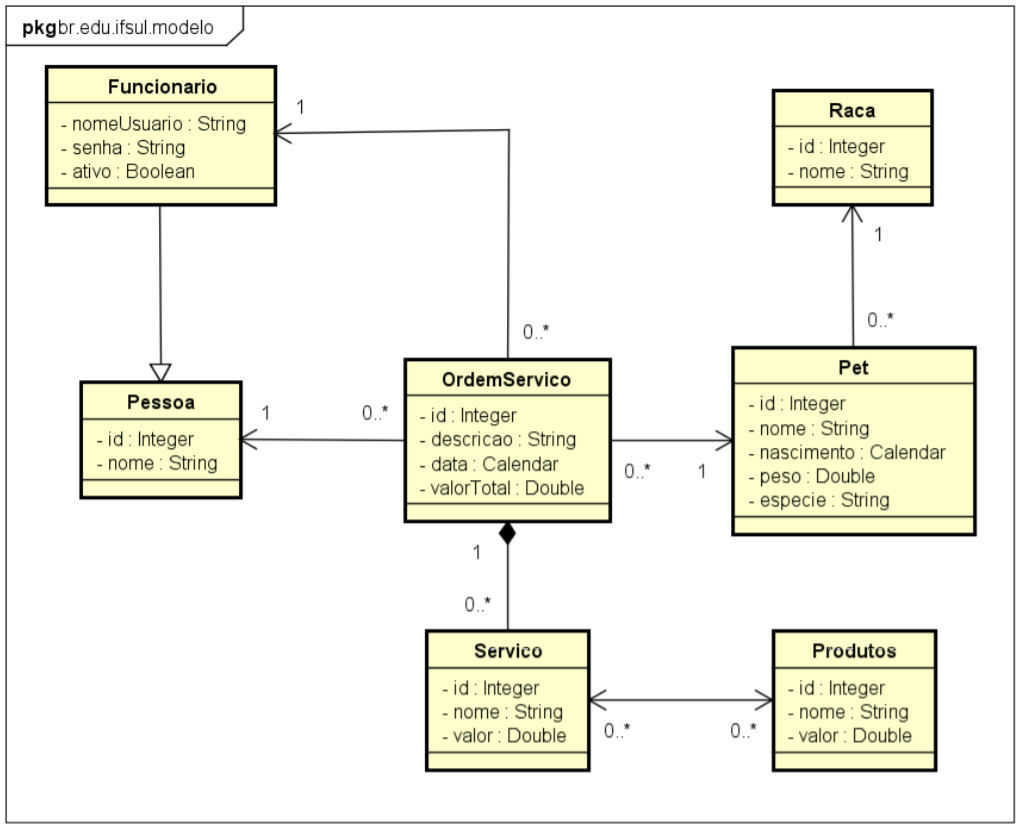 pkg br.edu.ifsul.modelo
Funcionario
- nomeUsuario : String
- senha : String
- ativo : Boolean
1
0..*
Raca
- id : Integer
- nome : String
1
0..*
Pessoa
- id : Integer
- nome : String
1
0..*
OrdemServico
- id : Integer
- descricao : String
- data : Calendar
- valorTotal : Double
0..*
1
Pet
- id : Integer
- nome : String
- nascimento : Calendar
- peso : Double
- especie : String
1
0..*
Servico
- id : Integer
- nome : String
- valor : Double
0..*
0..*
Produtos
- id : Integer
- nome : String
- valor : Double